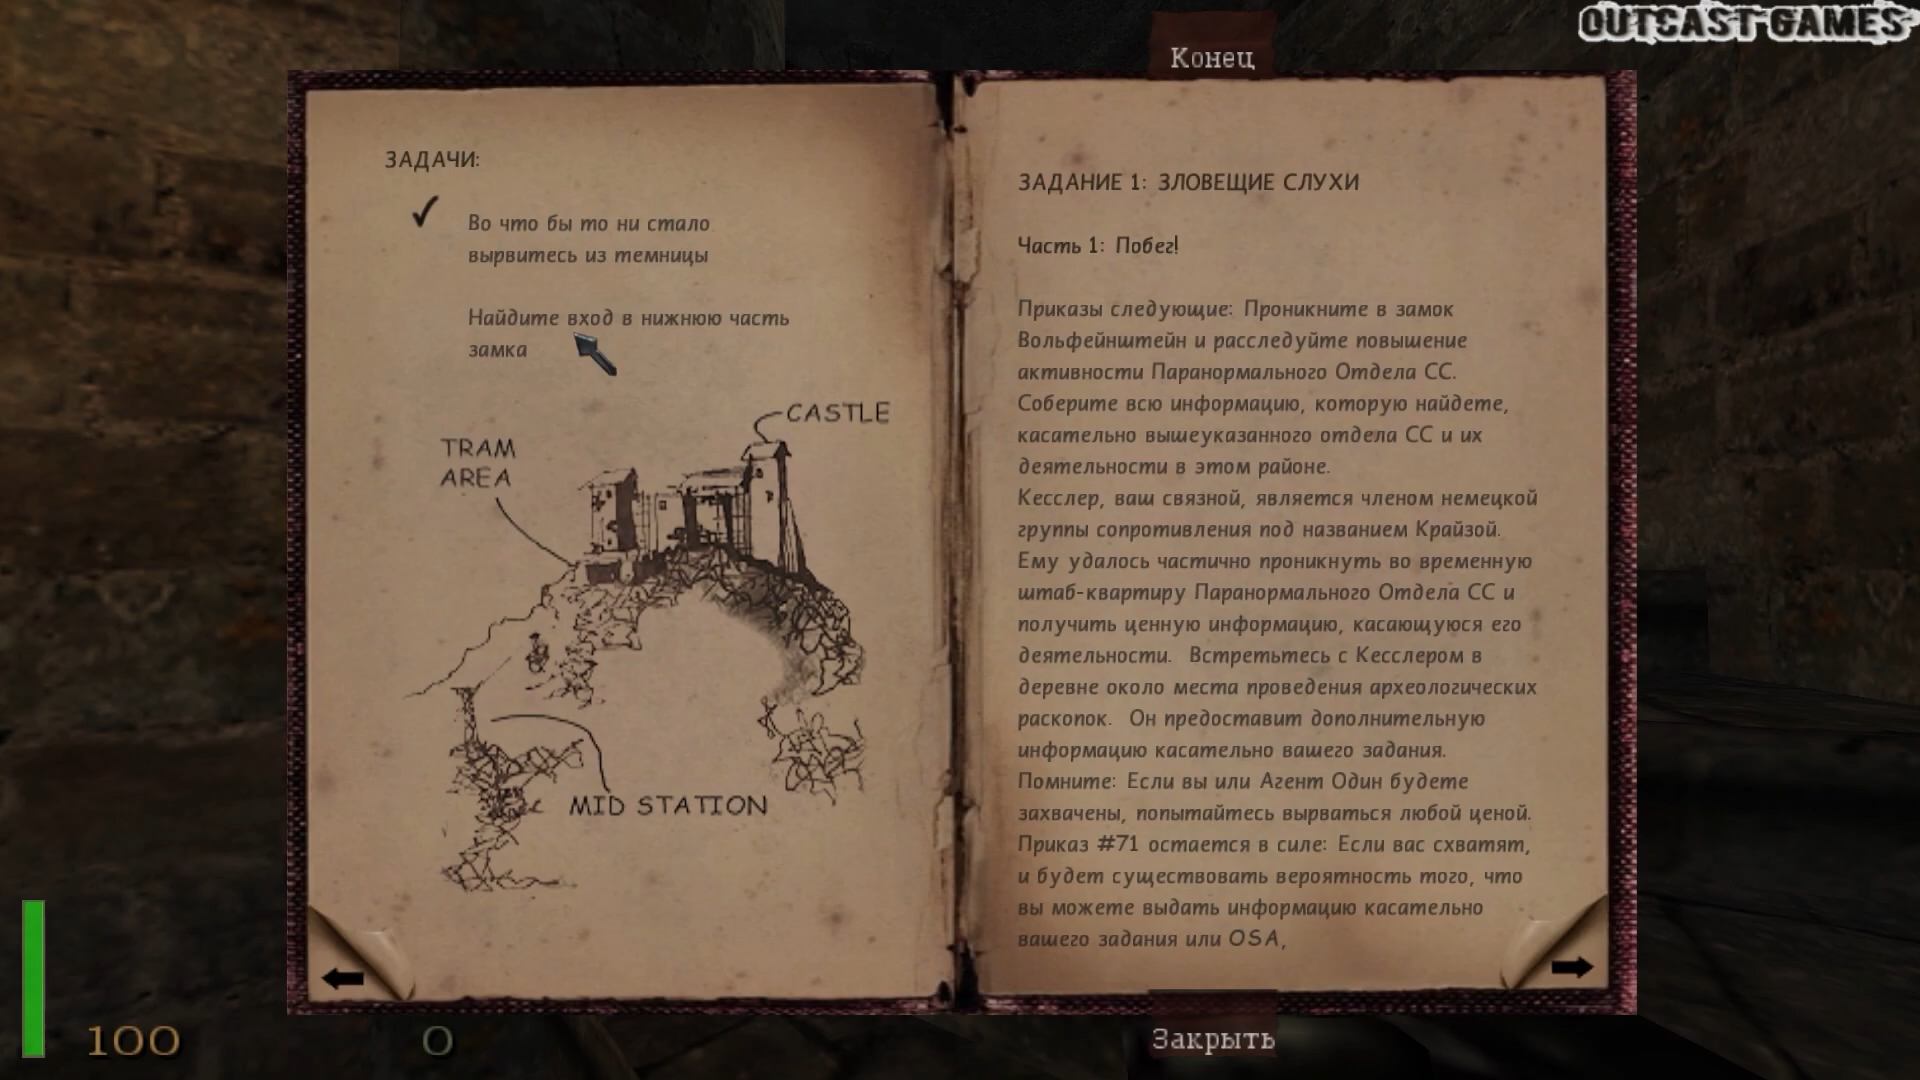 OUTCAST GAMES
Конец
ЗАДАЧИ:
Во что бы то ни стало
вырвитесь из темницы
Найдите вход в нижнюю часть
замка
CASTLE
TRAM
AREA
MID STATION
ЗАДАНИЕ 1: ЗЛОВЕЩИЕ СЛУХИ
Часть 1: Побег!
Приказы следующие: Проникните в замок
Вольфейнштейн и расследуйте повышение
активности Паранормального Отдела СС.
Соберите всю информацию, которую найдете,
касательно вышеуказанного отдела СС и их
деятельности в этом районе.
Кесслер, ваш связной, является членом немецкой
группы сопротивления под названием Крайзой.
Ему удалось частично проникнуть во временную
штаб-квартиру Паранормального Отдела СС и
получить ценную информацию, касающуюся его
деятельности. Встретьтесь с Кесслером в
деревне около места проведения археологических
раскопок. Он предоставит дополнительную
информацию касательно вашего задания.
Помните: Если вы или Агент Один будете
захвачены, попытайтесь вырваться любой ценой.
Приказ #71 остается в силе: Если вас схватят,
и будет существовать вероятность того, что
вы можете выдать информацию касательно
вашего задания или OSA,
100
0
Закрыть